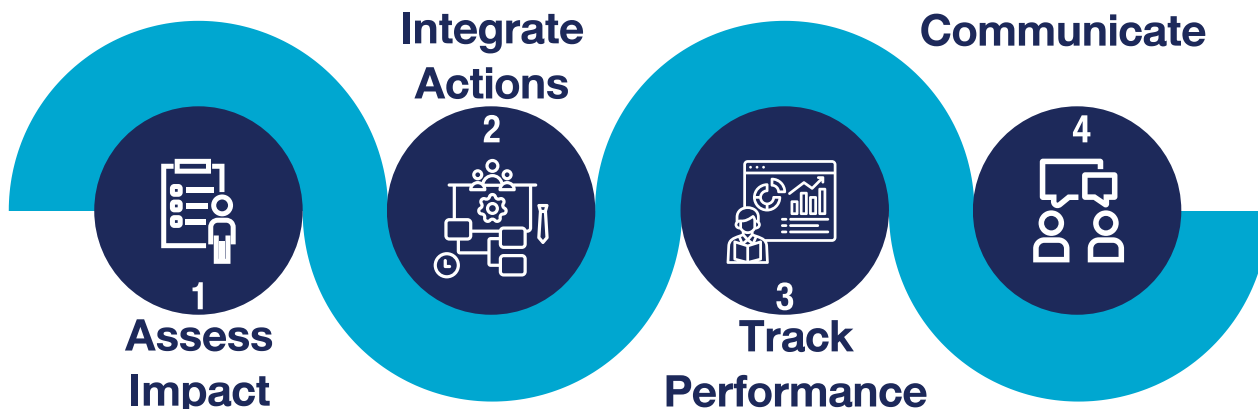 1
Assess
Impact
Integrate
Actions
2
3
Track
Performance
Communicate
4